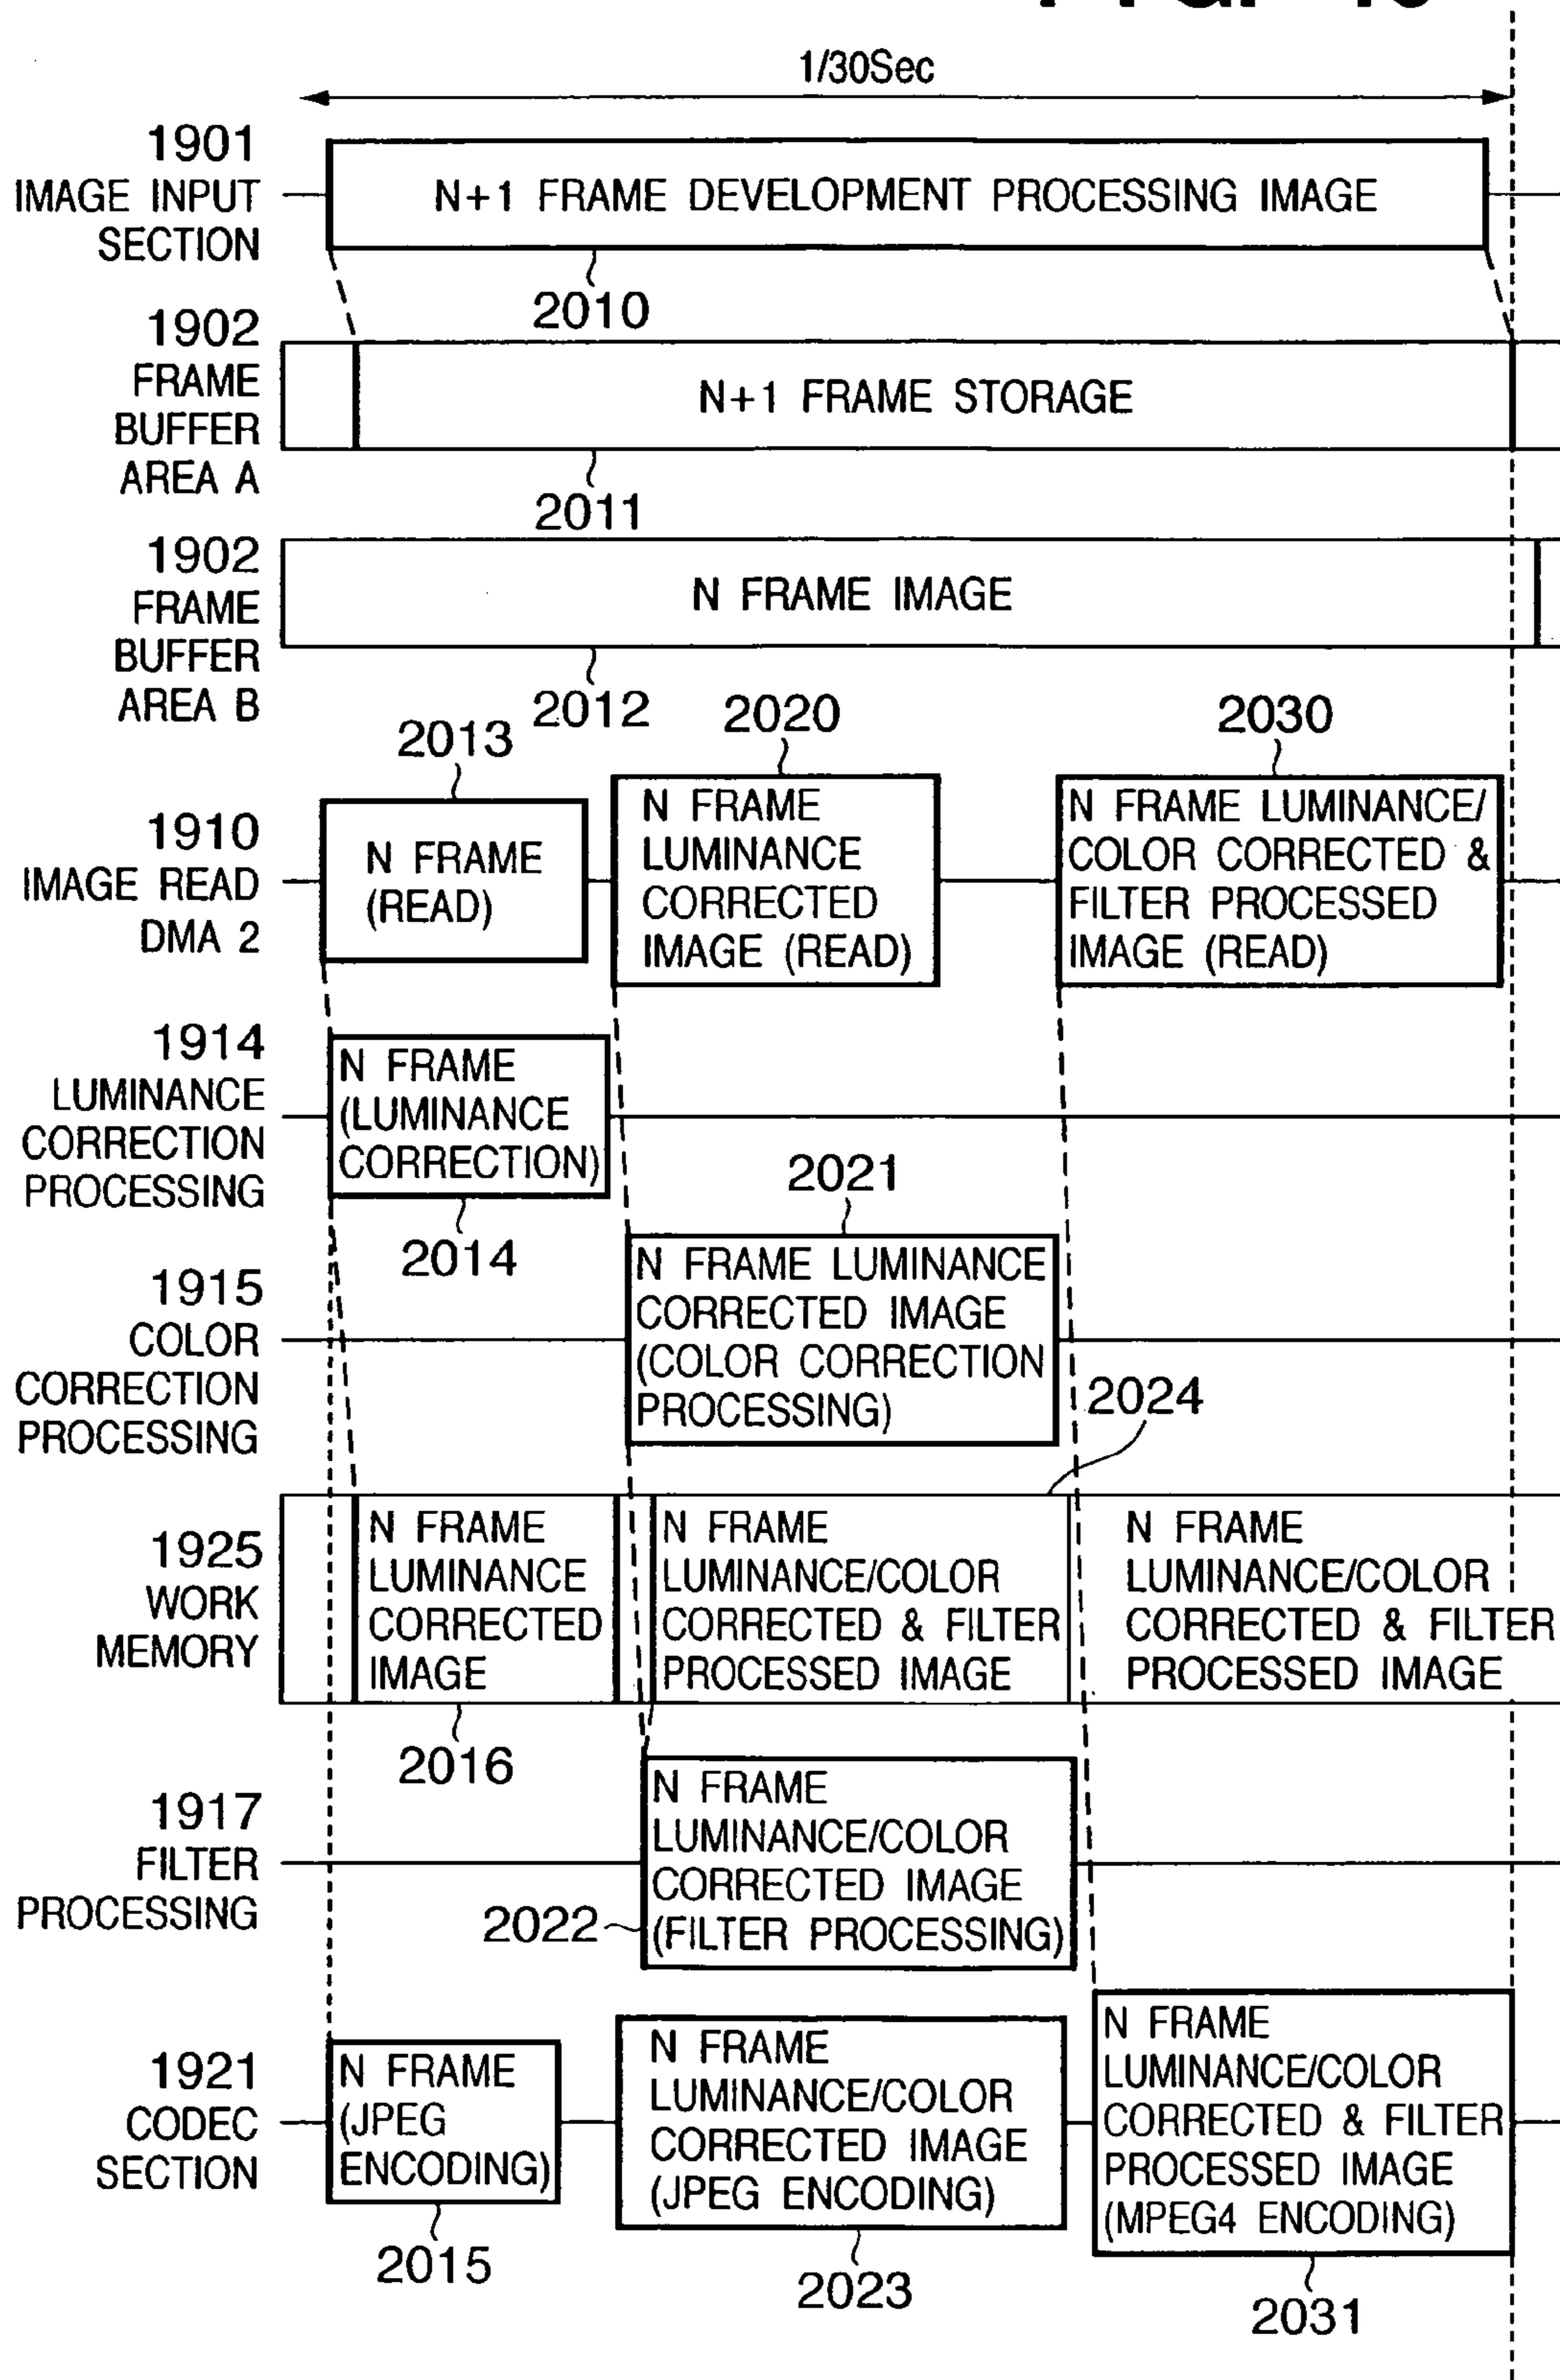 1/30Sec
1901
IMAGE INPUT
SECTION
N+1 FRAME DEVELOPMENT PROCESSING IMAGE
2010
1902
FRAME
BUFFER
AREA A
N+1 FRAME STORAGE
2011
1902
FRAME
BUFFER
AREA B
N FRAME IMAGE
2012
2013
2020
2030
1910
IMAGE READ
DMA 2
N FRAME
(READ)
N FRAME
LUMINANCE
CORRECTED
IMAGE (READ)
N FRAME LUMINANCE/
COLOR CORRECTED &
FILTER PROCESSED
IMAGE (READ)
1914
LUMINANCE
CORRECTION
PROCESSING
N FRAME
(LUMINANCE
CORRECTION)
2014
2021
1915
COLOR
CORRECTION
PROCESSING
N FRAME LUMINANCE
CORRECTED IMAGE
(COLOR CORRECTION
PROCESSING)
2024
1925
WORK
MEMORY
N FRAME
LUMINANCE
CORRECTED
IMAGE
N FRAME
LUMINANCE/COLOR
CORRECTED & FILTER
PROCESSED IMAGE
N FRAME
LUMINANCE/COLOR
CORRECTED & FILTER
PROCESSED IMAGE
2016
1917
FILTER
PROCESSING
N FRAME
LUMINANCE/COLOR
CORRECTED IMAGE
(FILTER PROCESSING)
2022
1921
CODEC
SECTION
N FRAME
(JPEG
ENCODING)
2015
N FRAME
LUMINANCE/COLOR
CORRECTED IMAGE
(JPEG ENCODING)
2023
N FRAME
LUMINANCE/COLOR
CORRECTED & FILTER
PROCESSED IMAGE
(MPEG4 ENCODING)
2031